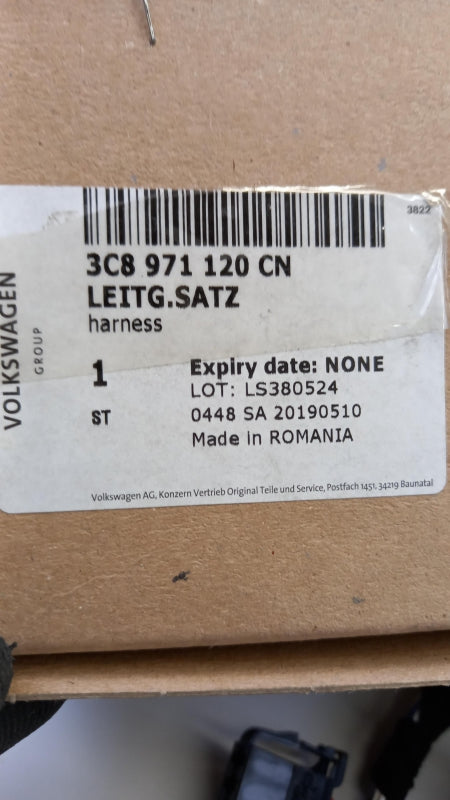 3822
3C8 971 120 CN
LEITG.SATZ
harness
VOLKSWAGEN
GROUP
1
ST
Expiry date: NONE
LOT: LS380524
0448 SA 20190510
Made in ROMANIA
Volkswagen AG, Konzern Vertrieb Original Teile und Service, Postfach 1451, 34219 Baunatal